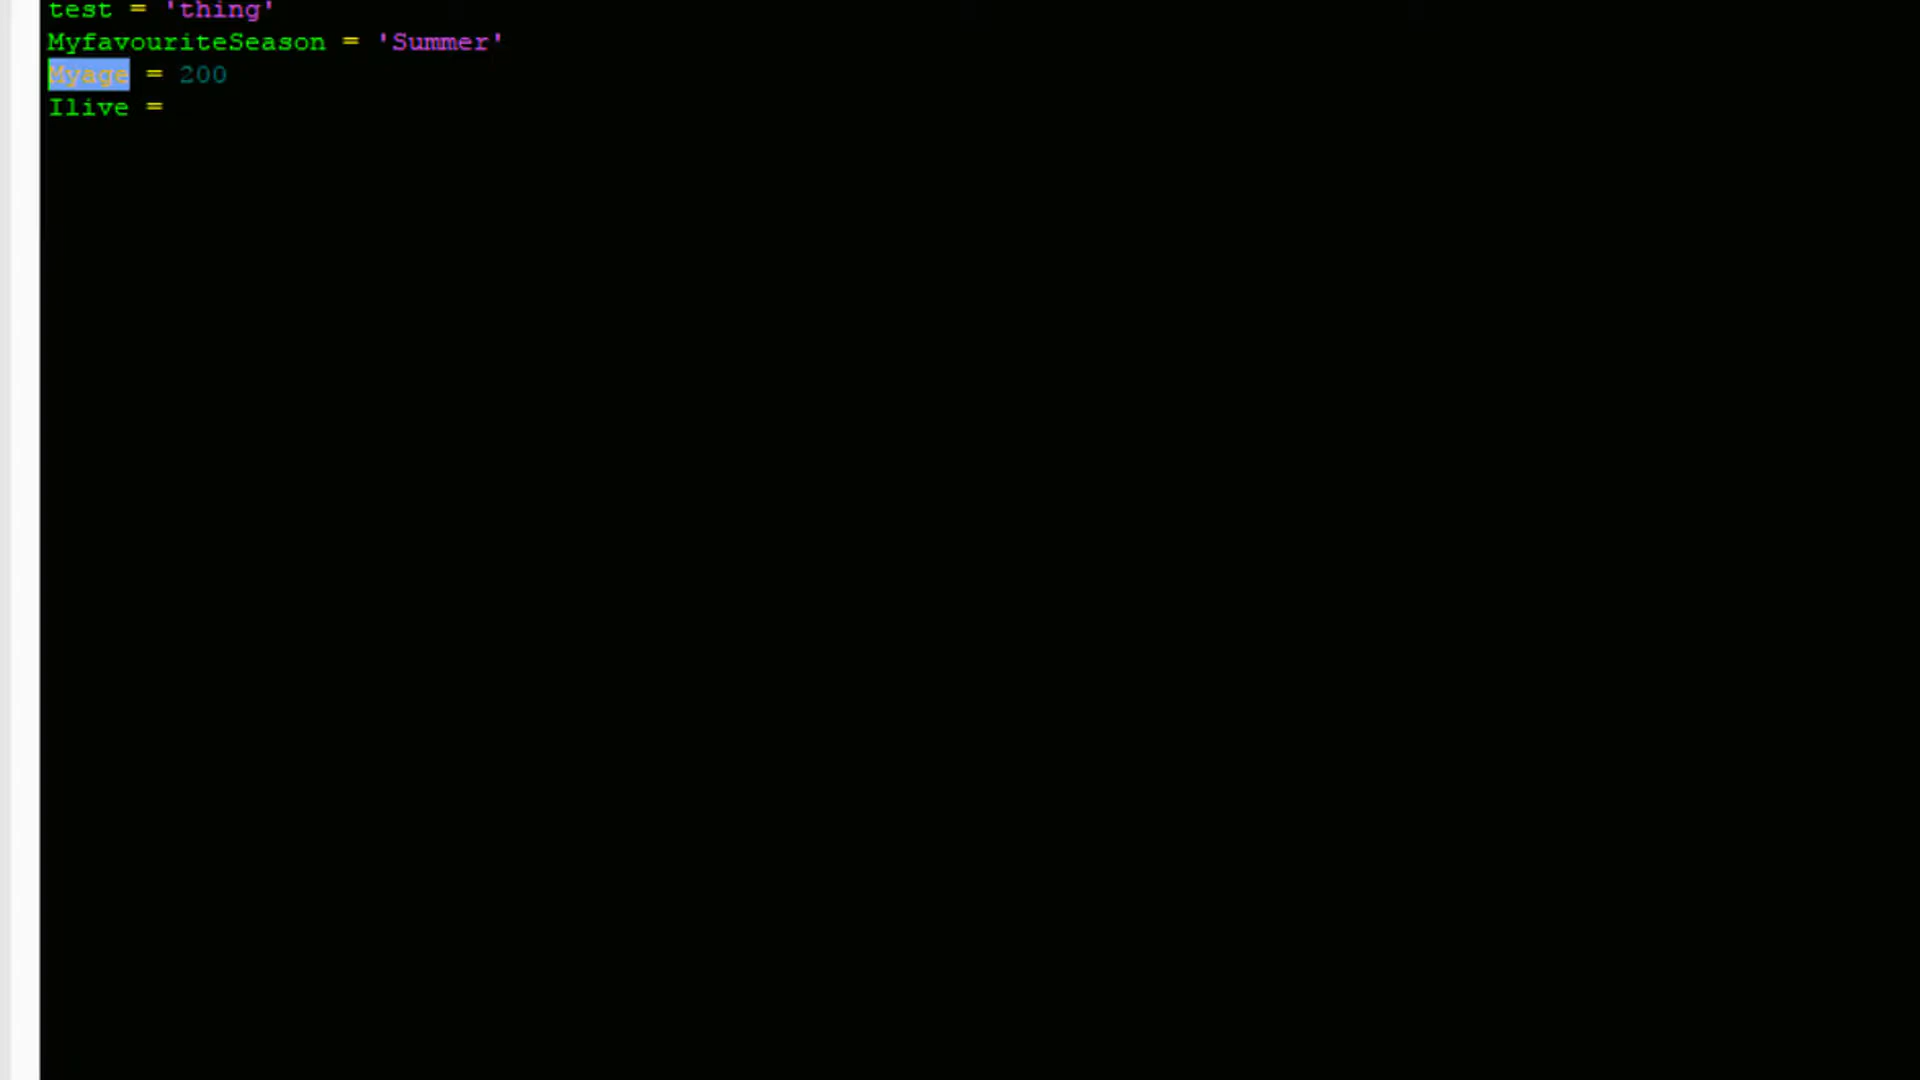 test = 'thing'
MyfavouriteSeason = 'Summer'
Myage = 200
Ilive =